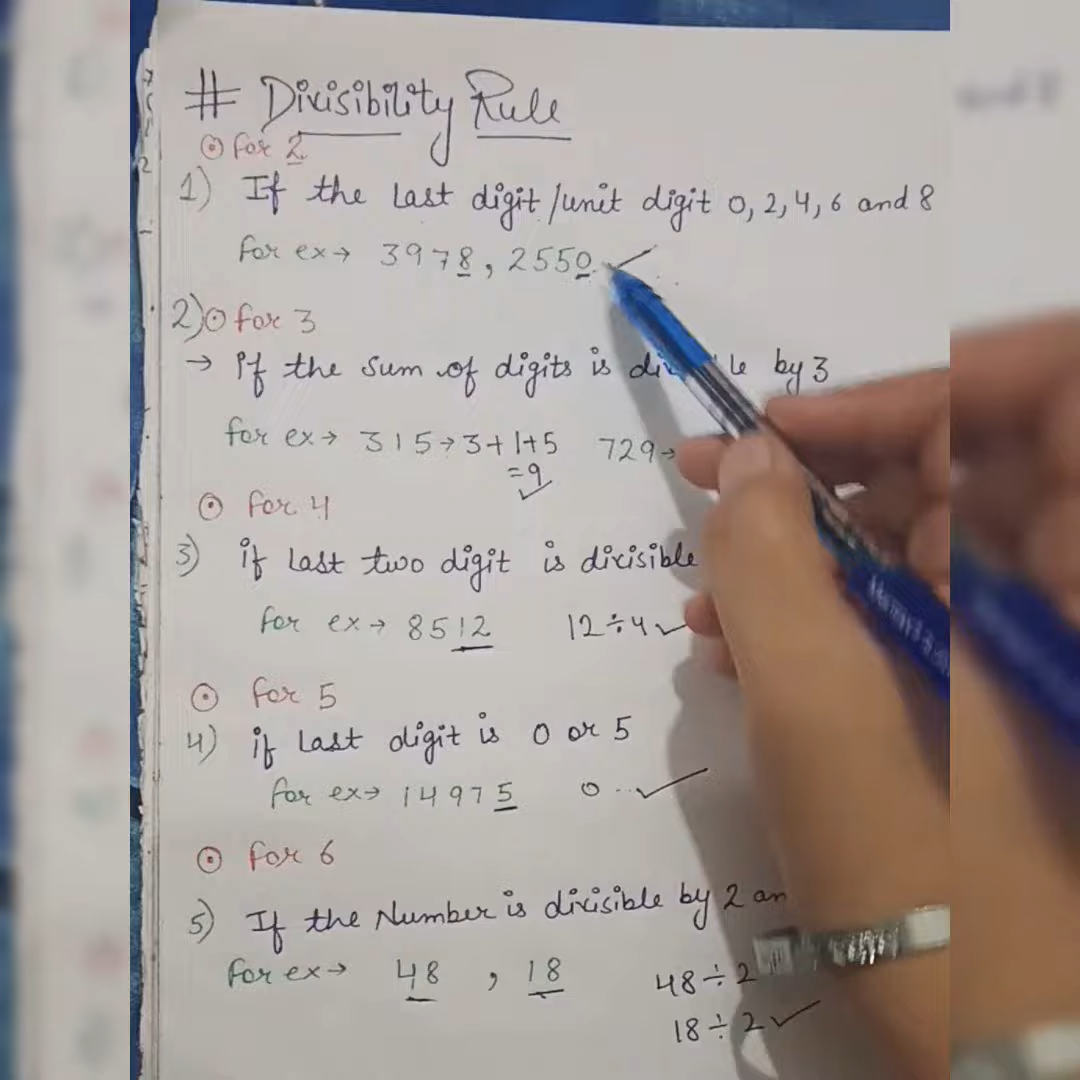 # Divisibility Rule
⊙ for 2
1) If the last digit/unit digit 0, 2, 4, 6 and 8
for ex → 3978, 2550 ✓
2) ⊙ for 3
→ If the sum of digits is by 3
for ex → 315 → 3+1+5 729 →
=9 ✓
⊙ for 4
3) if last two digit is divisible
for ex → 8512 12÷4 ✓
⊙ for 5
4) if last digit is 0 or 5
for ex → 14975 0 .. ✓
⊙ for 6
5) If the Number is divisible by 2
for ex → 48 , 18 48÷2
18÷2 ✓